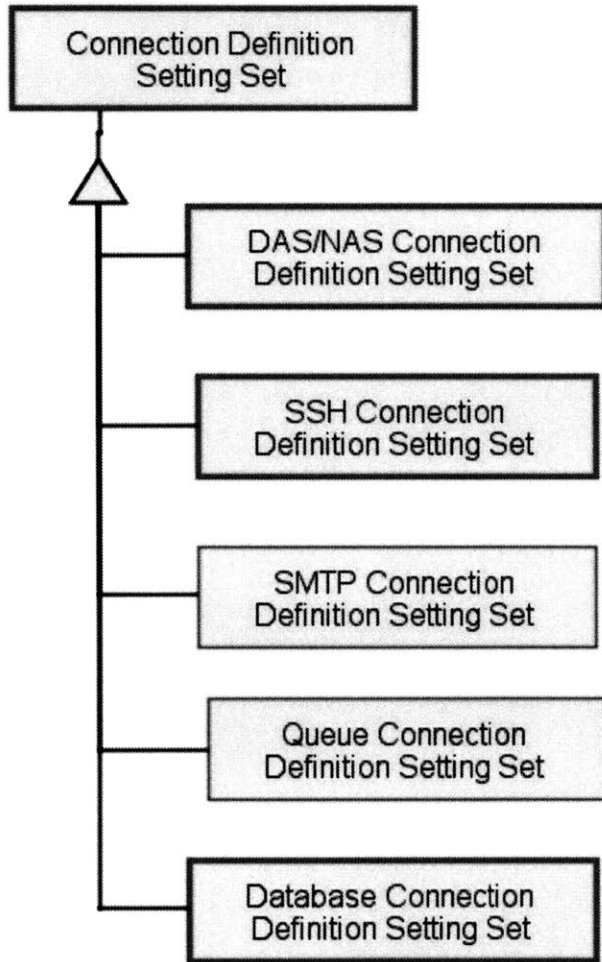 Connection Definition
Setting Set
DAS/NAS Connection
Definition Setting Set
SSH Connection
Definition Setting Set
SMTP Connection
Definition Setting Set
Queue Connection
Definition Setting Set
Database Connection
Definition Setting Set